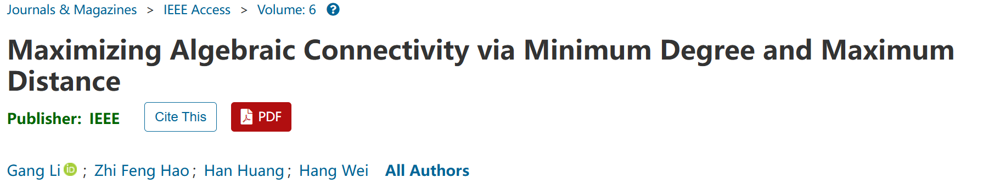 Journals & Magazines > IEEE Access > Volume: 6 ?
Maximizing Algebraic Connectivity via Minimum Degree and Maximum
Distance
Publisher: IEEE Cite This PDF
Gang Li iD ; Zhi Feng Hao ; Han Huang ; Hang Wei All Authors